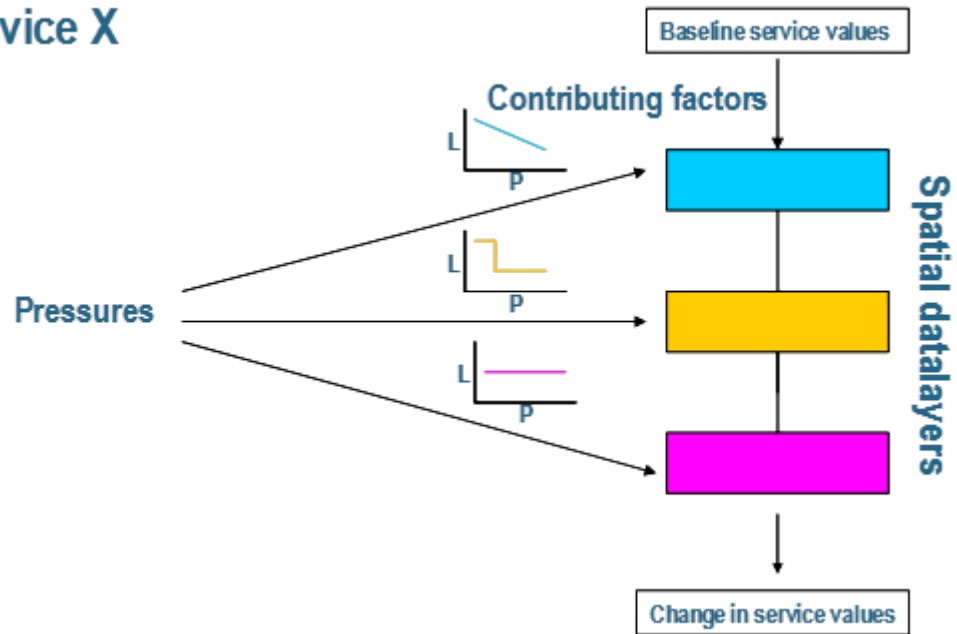 vice X
Baseline service values
Contributing factors
L
P
L
P
Pressures
L
P
Spatial datalayers
Change in service values